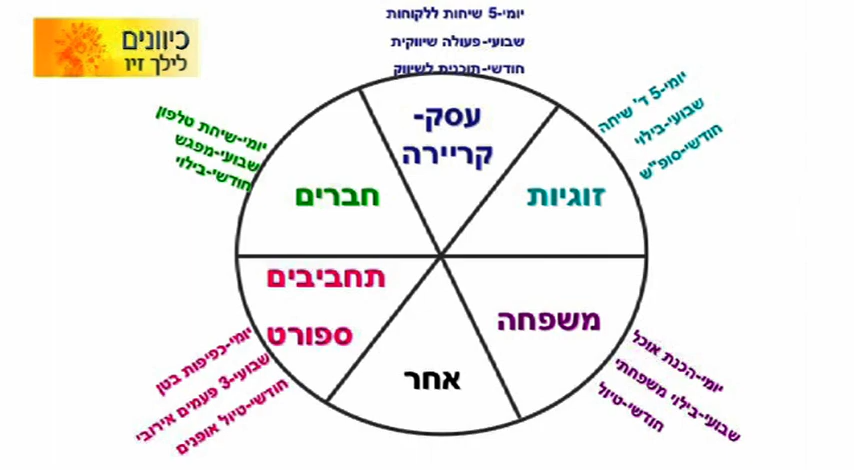 כיוונים
לילך זיו
יומי-5 שיחות ללקוחות
שבועי-פעולה שיווקית
חודשי-תוכנית לשיווק
עסק-
קריירה
יומי-5 ד' שיחה
שבועי-בילוי
חודשי-סופ"ש
זוגיות
משפחה
יומי-הכנת אוכל
שבועי-בילוי משפחתי
חודשי-טיול
אחר
תחביבים
ספורט
יומי-כפיפות בטן
שבועי-3 פעמים אירובי
חודשי-טיול אופנים
חברים
יומי-שיחת טלפון
שבועי-מפגש
חודשי-בילוי